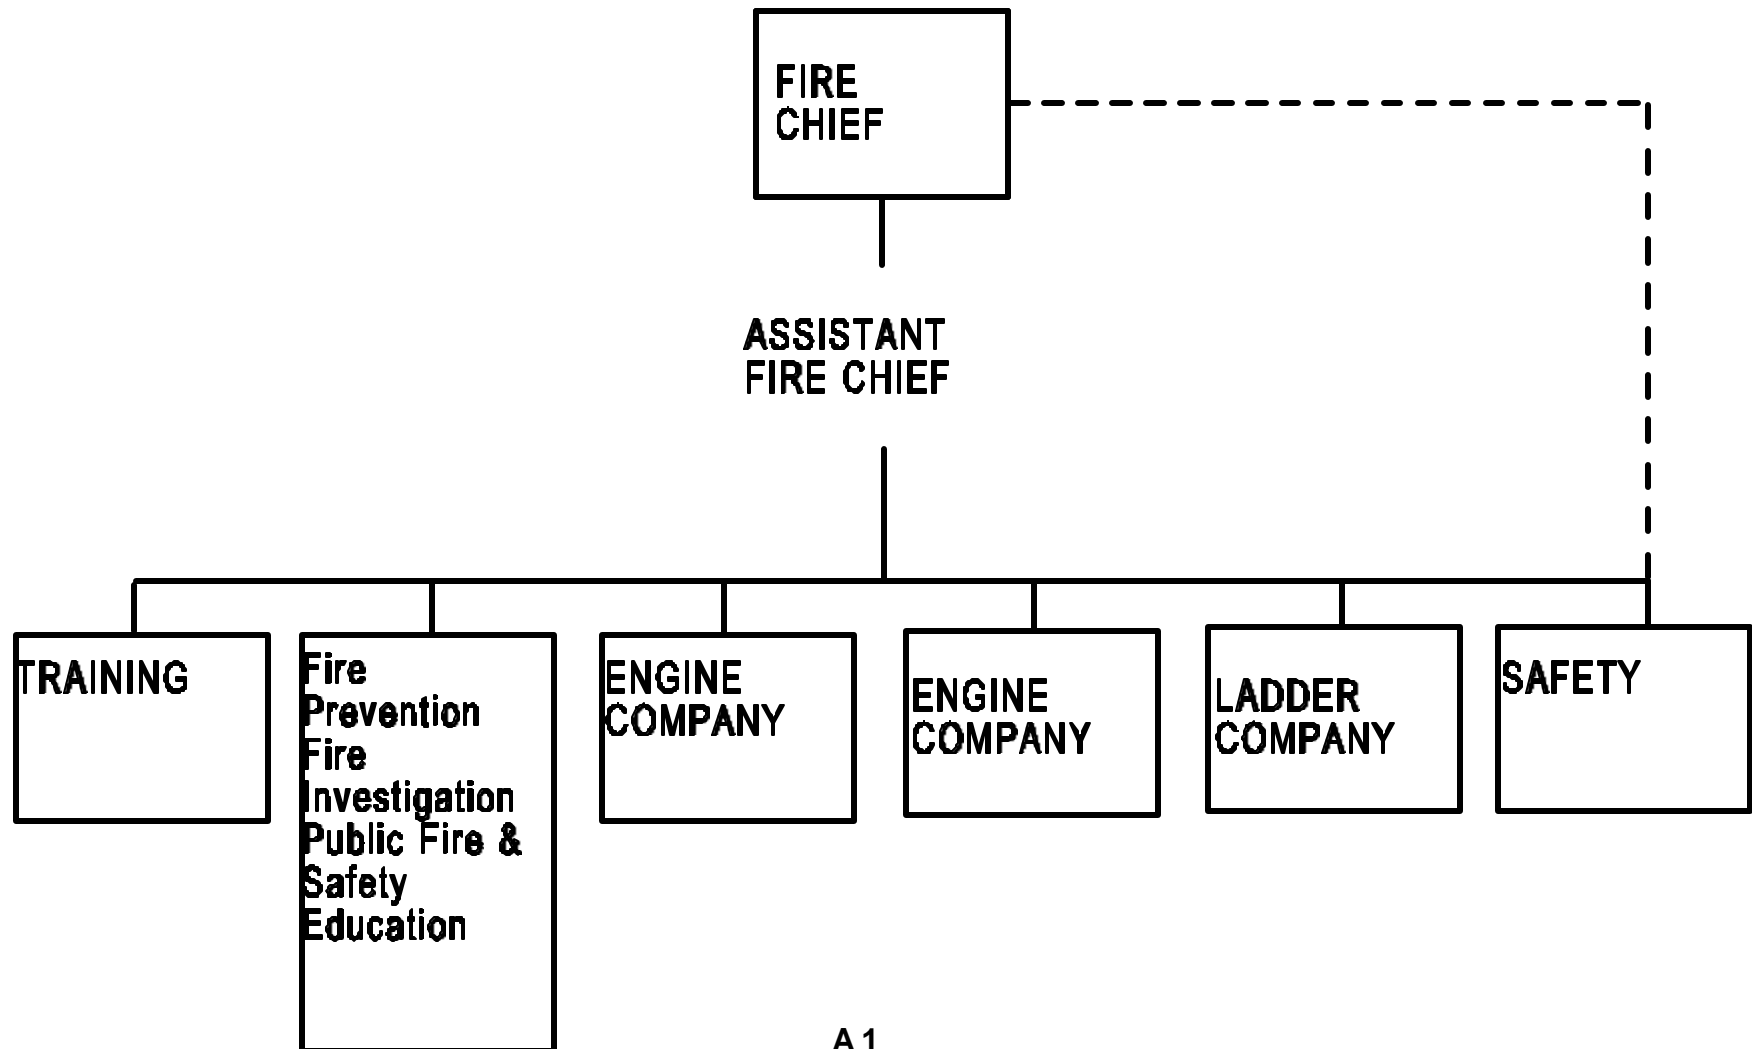 FIRE
CHIEF
ASSISTANT
FIRE CHIEF
TRAINING
Fire
Prevention
Fire
Investigation
Public Fire &
Safety
Education
ENGINE
COMPANY
ENGINE
COMPANY
LADDER
COMPANY
SAFETY
A 1